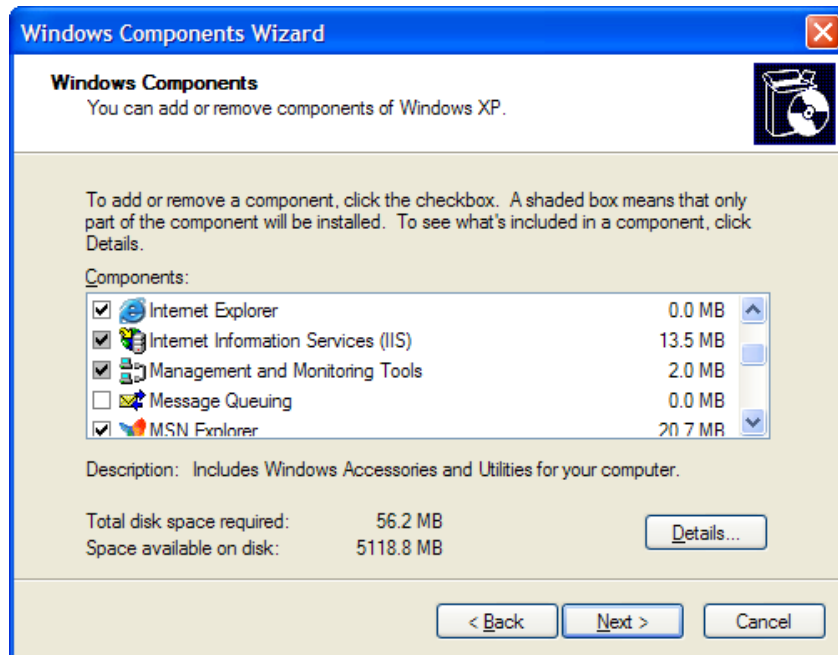 Windows Components Wizard
Windows Components
You can add or remove components of Windows XP.
To add or remove a component, click the checkbox. A shaded box means that only
part of the component will be installed. To see what's included in a component, click
Details.
Components:
Internet Explorer 0.0 MB
Internet Information Services (IIS) 13.5 MB
Management and Monitoring Tools 2.0 MB
Message Queuing 0.0 MB
MSN Explorer 20.7 MB
Description: Includes Windows Accessories and Utilities for your computer.
Total disk space required: 56.2 MB
Space available on disk: 5118.8 MB
Details...
< Back Next > Cancel